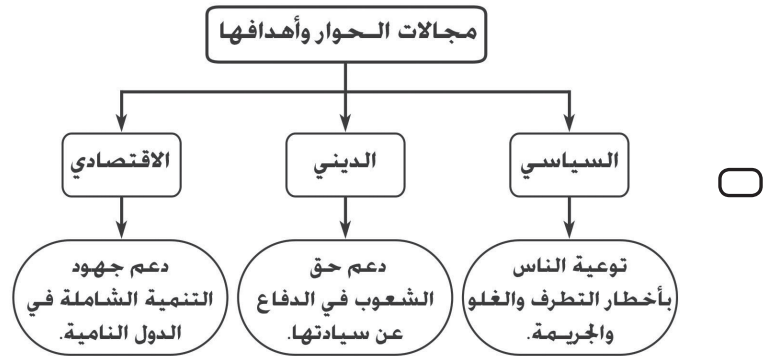 مجالات الحوار وأهدافها
السياسي
الديني
الاقتصادي
توعية الناس
بأخطار التطرف والغلو
والجريمة.
دعم حق
الشعوب في الدفاع
عن سيادتها.
دعم جهود
التنمية الشاملة في
الدول النامية.